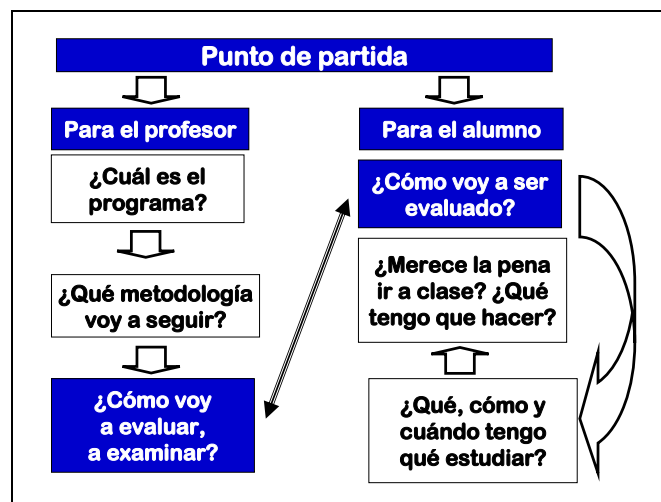 Punto de partida
Para el profesor
¿Cuál es el
programa?
¿Qué metodología
voy a seguir?
¿Cómo voy
a evaluar,
a examinar?
Para el alumno
¿Cómo voy a ser
evaluado?
¿Merece la pena
ir a clase? ¿Qué
tengo que hacer?
¿Qué, cómo y
cuándo tengo
qué estudiar?